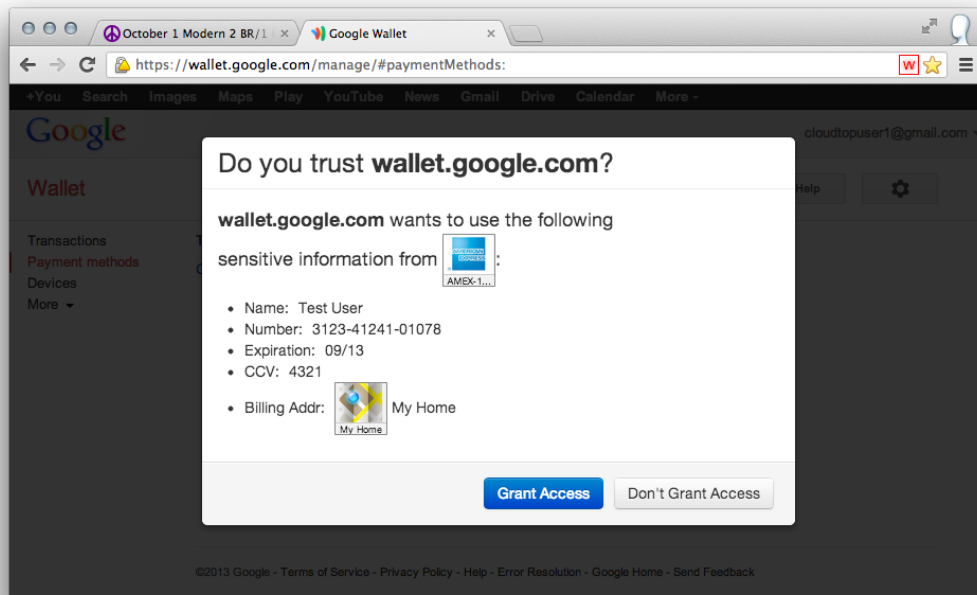 October 1 Modern 2 BR/1
Google Wallet
https://wallet.google.com/manage/#paymentMethods:
W
+You Search Images Maps Play YouTube News Gmail Drive Calendar More
Google
cloudtopuser1@gmail.com
Do you trust wallet.google.com?
Wallet
Help
wallet.google.com wants to use the following
sensitive information from AMERICAN EXPRESS AMEX-1... :
Transactions
Payment methods
Devices
More
Name: Test User
Number: 3123-41241-01078
Expiration: 09/13
CCV: 4321
Billing Addr: My Home My Home
Grant Access
Don't Grant Access
©2013 Google - Terms of Service - Privacy Policy - Help - Error Resolution - Google Home - Send Feedback